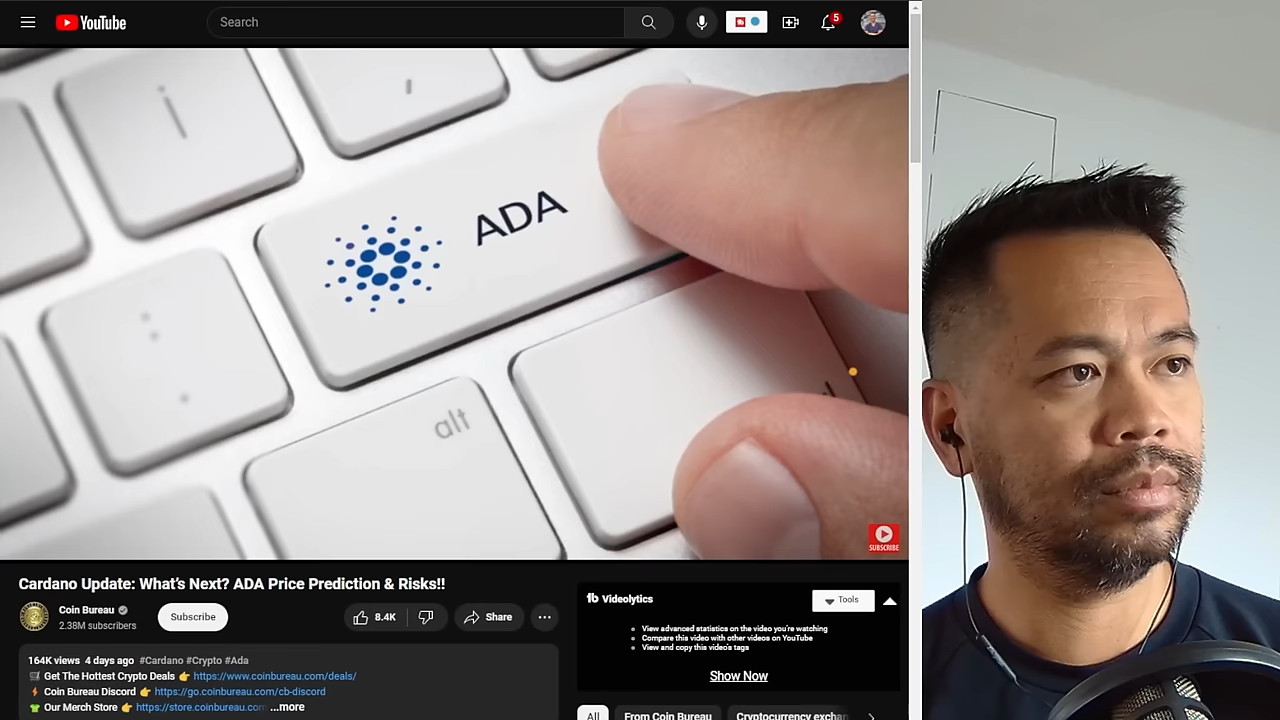 YouTube
Search
5
i
,
ADA
alt
SUBSCRIBE
Cardano Update: What's Next? ADA Price Prediction & Risks!!
Coin Bureau
2.38M subscribers
Subscribe
8.4K
Share
Videolytics
Tools
View advanced statistics on the video you're watching
Compare this video with other videos on YouTube
View and copy this video's tags
Show Now
164K views 4 days ago #Cardano #Crypto #Ada
🛒 Get The Hottest Crypto Deals 👉 https://www.coinbureau.com/deals/
⚡ Coin Bureau Discord 👉 https://go.coinbureau.com/cb-discord
👕 Our Merch Store 👉 https://store.coinbureau.com ...more
All
From Coin Bureau
Cryptocurrency exchan